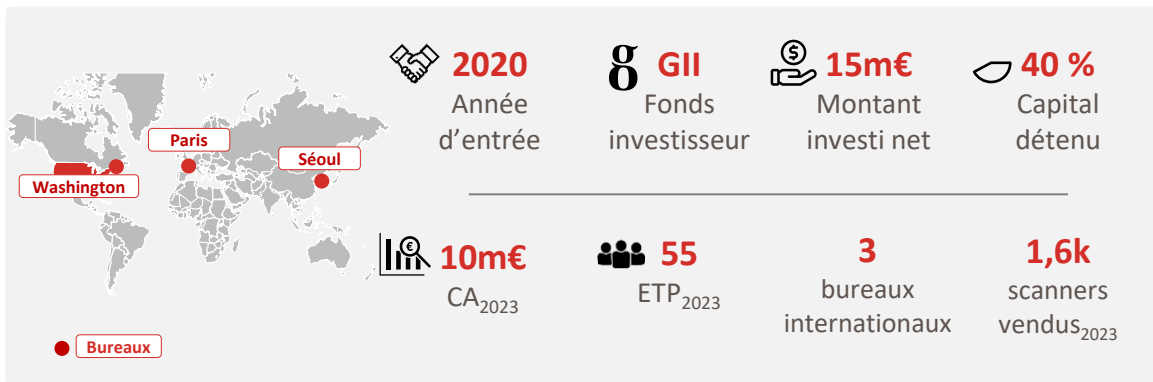 2020
Année
d’entrée
g GII
Fonds
investisseur
$ 15m€
Montant
investi net
40 %
Capital
détenu
Paris
Séoul
Washington
€ 10m€
CA2023
55
ETP2023
3
bureaux
internationaux
1,6k
scanners
vendus2023
Bureaux